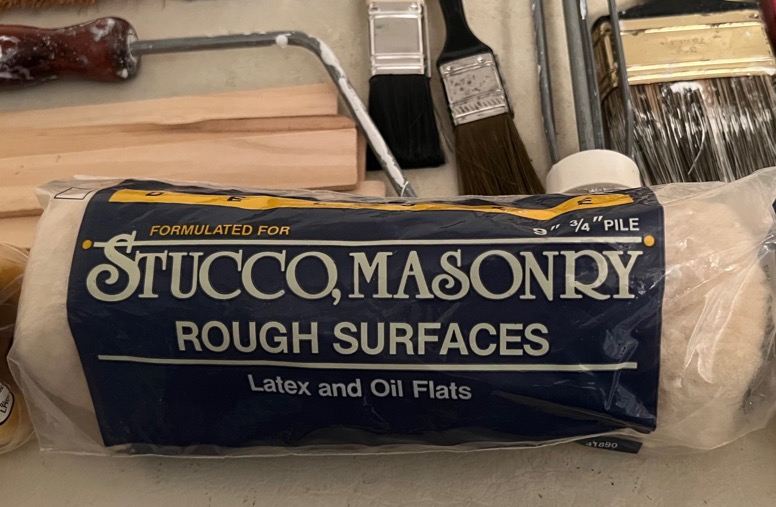 FORMULATED FOR
9" 3/4" PILE
STUCCO, MASONRY
ROUGH SURFACES
Latex and Oil Flats